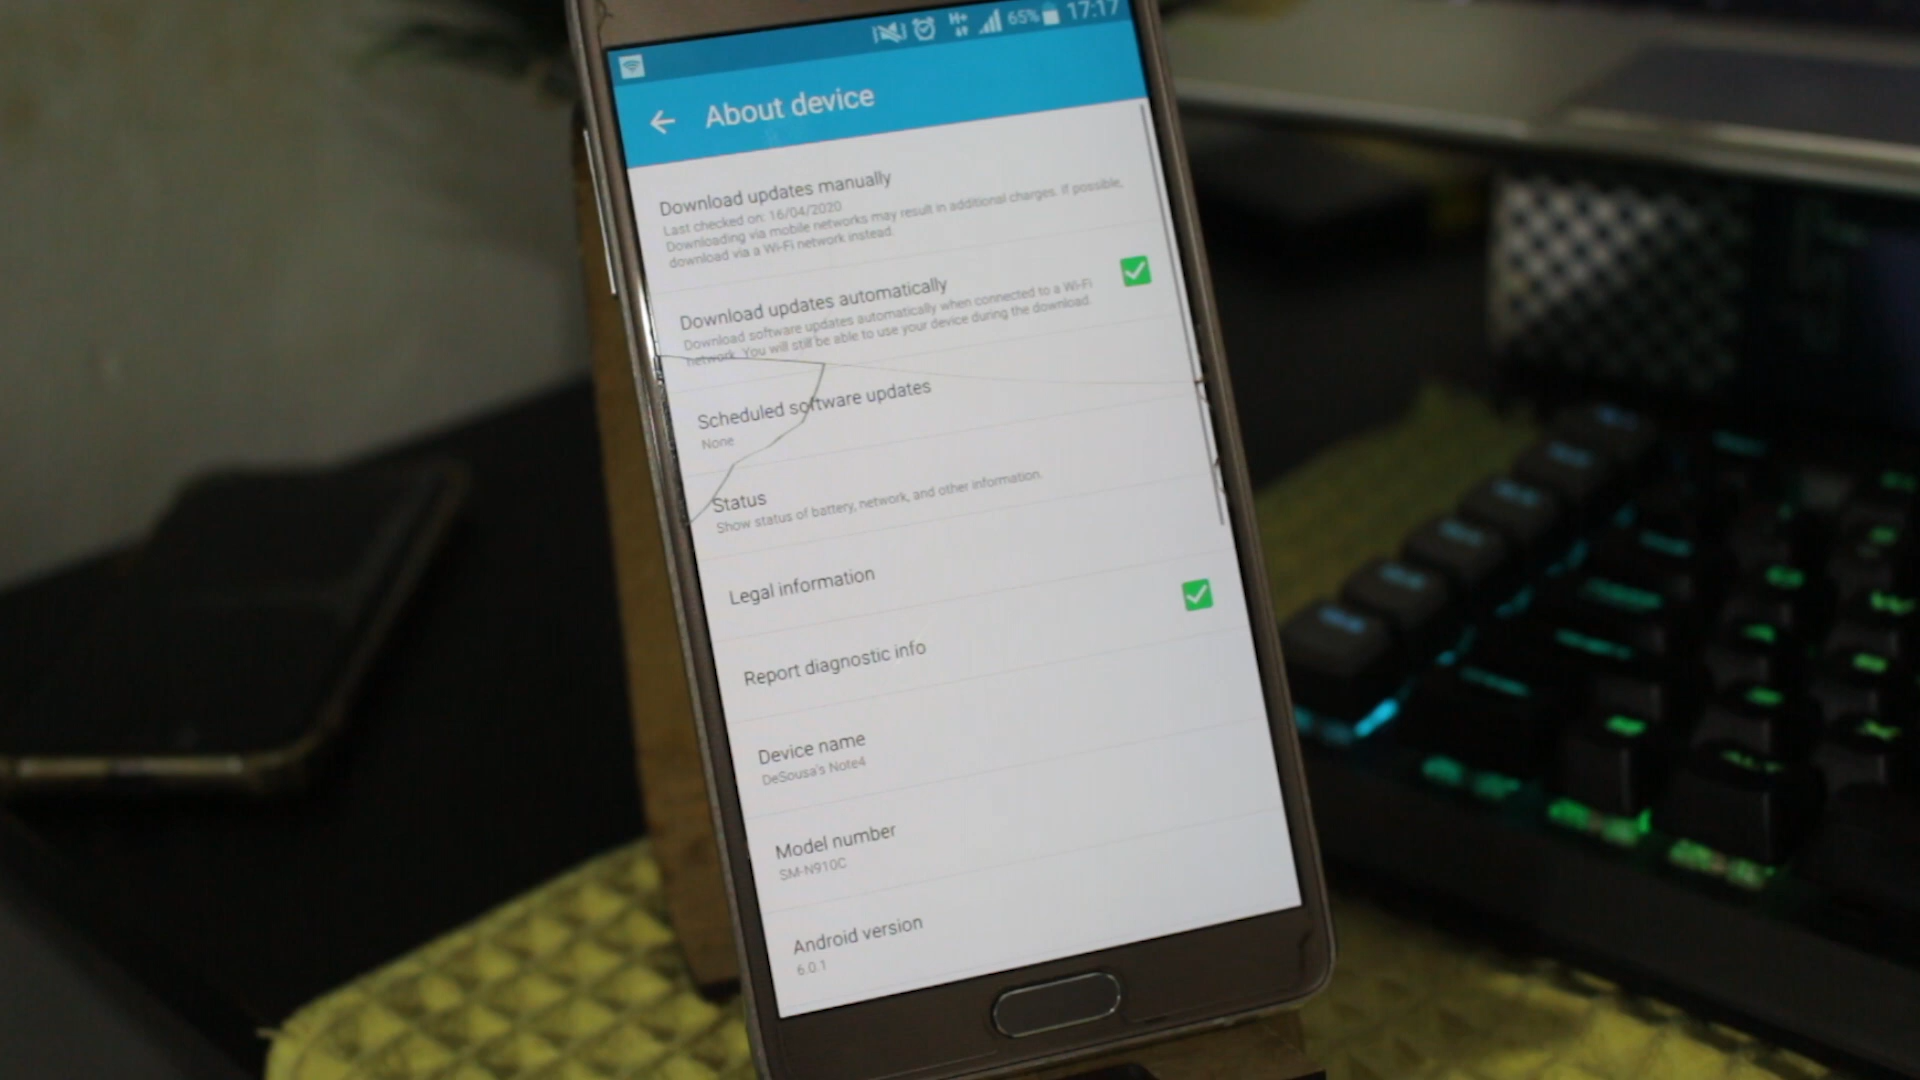 H+
65% 17:17
About device
Download updates manually
Last checked on: 16/04/2020
Downloading via mobile networks may result in additional charges. If possible,
download via a Wi-Fi network instead.
Download updates automatically
Download software updates automatically when connected to a Wi-Fi
network. You will still be able to use your device during the download.
Scheduled software updates
None
Status
Show status of battery, network, and other information.
Legal information
Report diagnostic info
Device name
DeSousa's Note4
Model number
SM-N910C
Android version
6.0.1
ALT